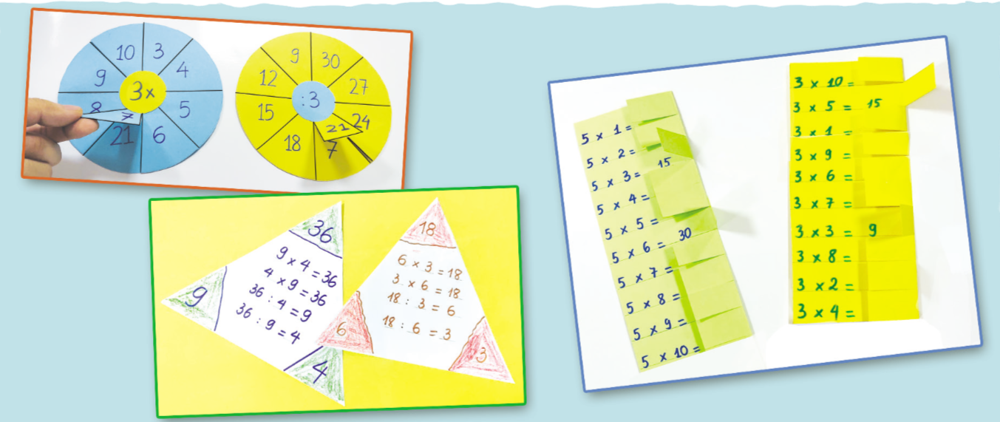 3×
10
3
4
5
6
21
7
8
9
:3
9
30
27
24
21
7
18
15
12
36
9 × 4 = 36
4 × 9 = 36
36 : 4 = 9
36 : 9 = 4
9
4
18
6 × 3 = 18
3 × 6 = 18
18 : 3 = 6
18 : 6 = 3
6
3
5 × 1 =
5 × 2 =
5 × 3 = 15
5 × 4 =
5 × 5 =
5 × 6 = 30
5 × 7 =
5 × 8 =
5 × 9 =
5 × 10 =
3 × 10 =
3 × 5 = 15
3 × 1 =
3 × 9 =
3 × 6 =
3 × 7 =
3 × 3 = 9
3 × 8 =
3 × 2 =
3 × 4 =